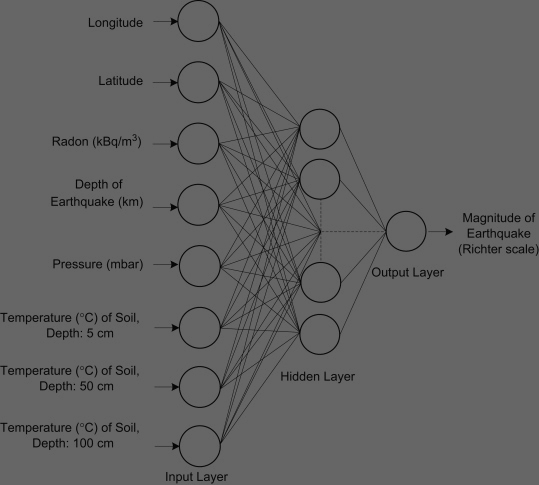 Longitude
Latitude
Radon (kBq/m³)
Depth of
Earthquake (km)
Pressure (mbar)
Temperature (°C) of Soil,
Depth: 5 cm
Temperature (°C) of Soil,
Depth: 50 cm
Temperature (°C) of Soil,
Depth: 100 cm
Input Layer
Hidden Layer
Output Layer
Magnitude of
Earthquake
(Richter scale)